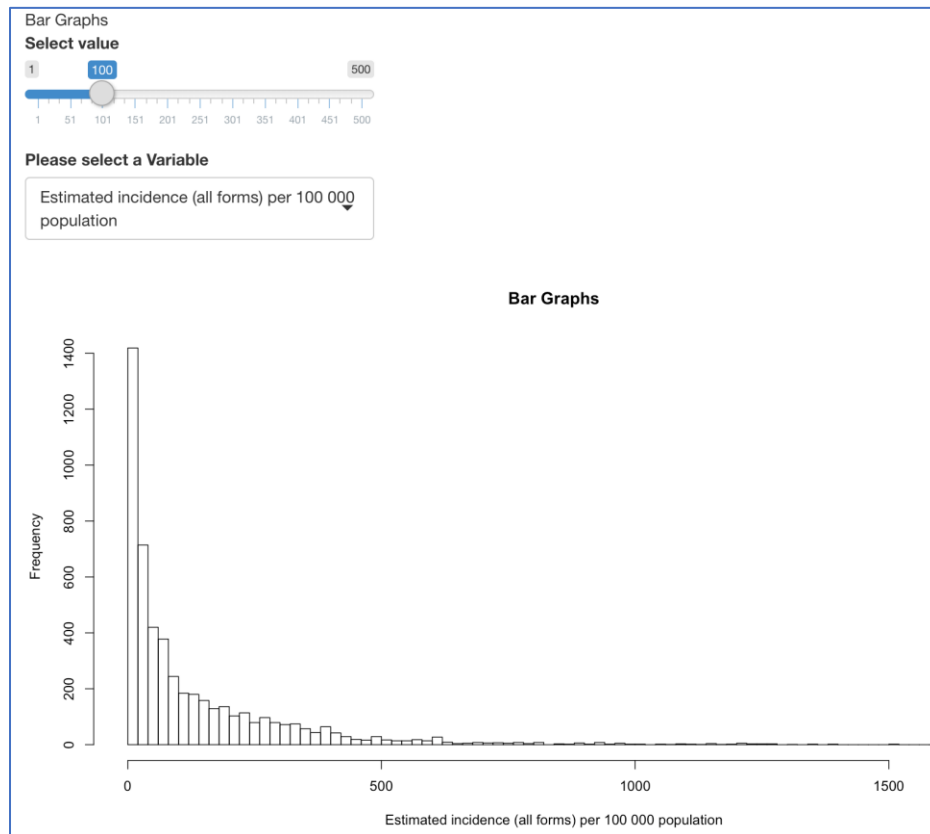 Bar Graphs
Select value
1 100 500
1 51 101 151 201 251 301 351 401 451 500
Please select a Variable
Estimated incidence (all forms) per 100 000
population
Bar Graphs
1400
1200
1000
800
600
400
200
0
Frequency
0 500 1000 1500
Estimated incidence (all forms) per 100 000 population